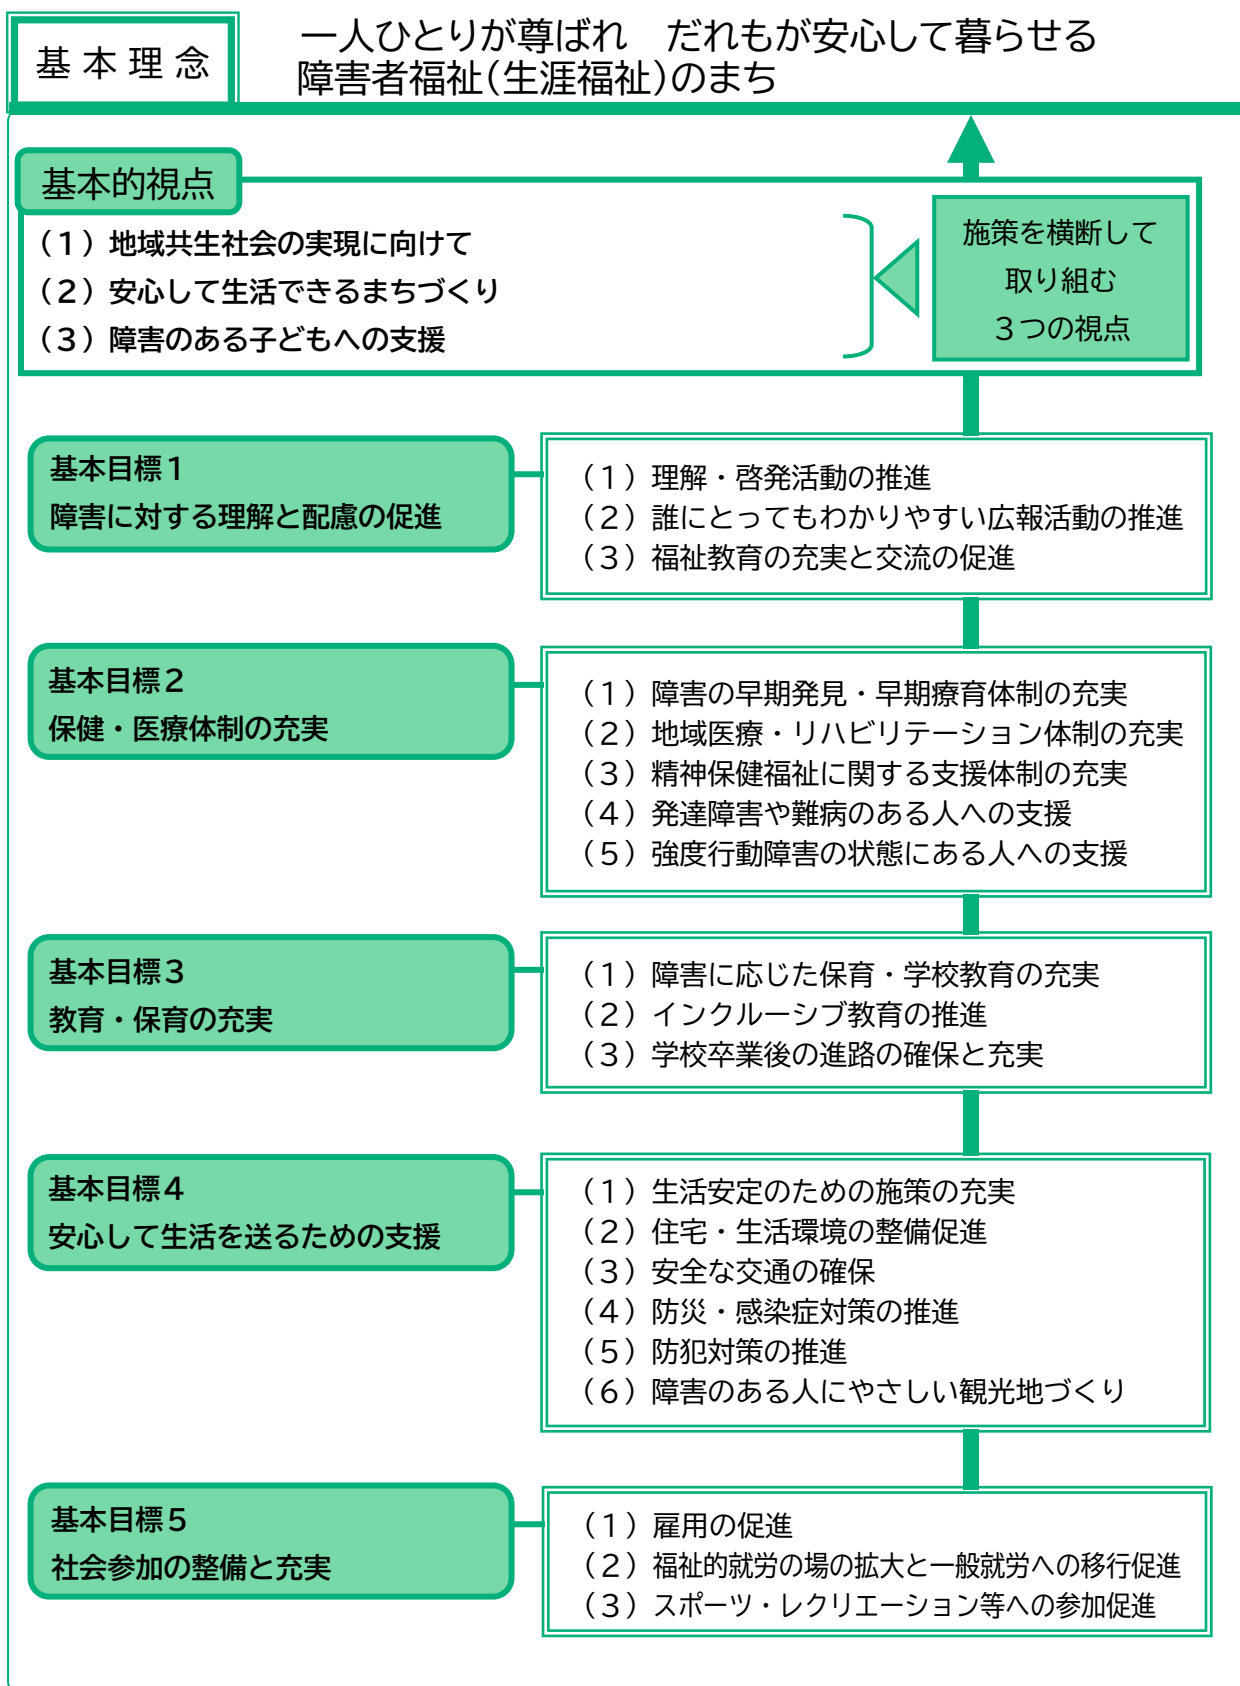 基本理念
一人ひとりが尊ばれ　だれもが安心して暮らせる
障害者福祉(生涯福祉)のまち
基本的視点
（1）地域共生社会の実現に向けて
（2）安心して生活できるまちづくり
（3）障害のある子どもへの支援
施策を横断して
取り組む
３つの視点
基本目標１
障害に対する理解と配慮の促進
（1）理解・啓発活動の推進
（2）誰にとってもわかりやすい広報活動の推進
（3）福祉教育の充実と交流の促進
基本目標２
保健・医療体制の充実
（1）障害の早期発見・早期療育体制の充実
（2）地域医療・リハビリテーション体制の充実
（3）精神保健福祉に関する支援体制の充実
（4）発達障害や難病のある人への支援
（5）強度行動障害の状態にある人への支援
基本目標３
教育・保育の充実
（1）障害に応じた保育・学校教育の充実
（2）インクルーシブ教育の推進
（3）学校卒業後の進路の確保と充実
基本目標４
安心して生活を送るための支援
（1）生活安定のための施策の充実
（2）住宅・生活環境の整備促進
（3）安全な交通の確保
（4）防災・感染症対策の推進
（5）防犯対策の推進
（6）障害のある人にやさしい観光地づくり
基本目標５
社会参加の整備と充実
（1）雇用の促進
（2）福祉的就労の場の拡大と一般就労への移行促進
（3）スポーツ・レクリエーション等への参加促進